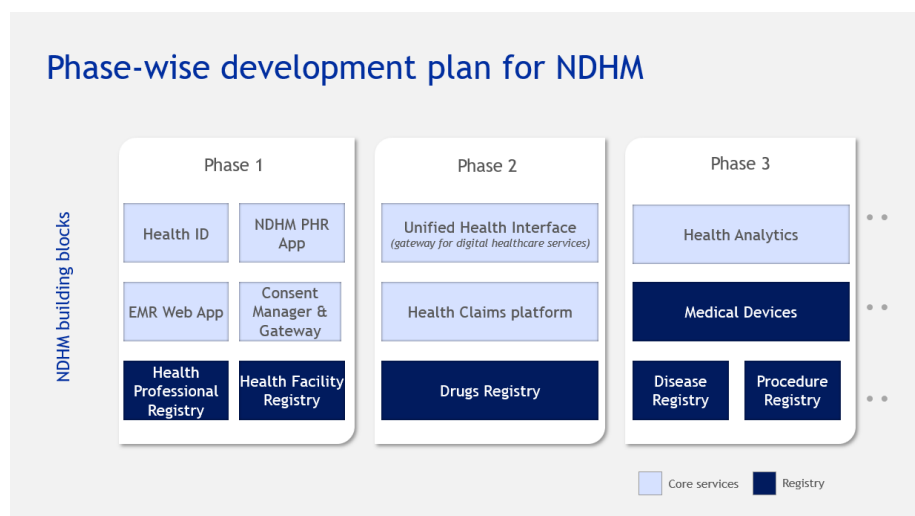 Phase-wise development plan for NDHM
NDHM building blocks
Phase 1
Health ID
NDHM PHR
App
EMR Web App
Consent
Manager &
Gateway
Health
Professional
Registry
Health Facility
Registry
Phase 2
Unified Health Interface
(gateway for digital healthcare services)
Health Claims platform
Drugs Registry
Phase 3
Health Analytics
Medical Devices
Disease
Registry
Procedure
Registry
Core services
Registry